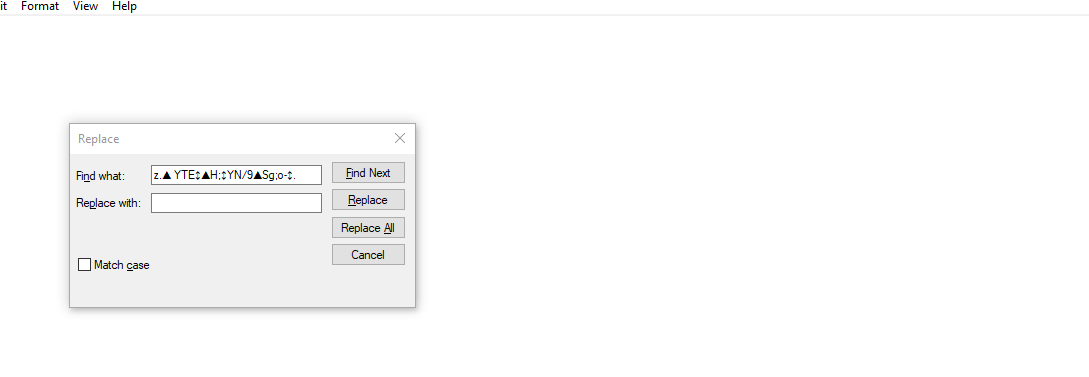 it Format View Help
Replace
Find what: z.▲ YTE‡▲H;‡YN/9▲Sg;o-‡. Find Next
Replace with: Replace
Replace All
Cancel
Match case